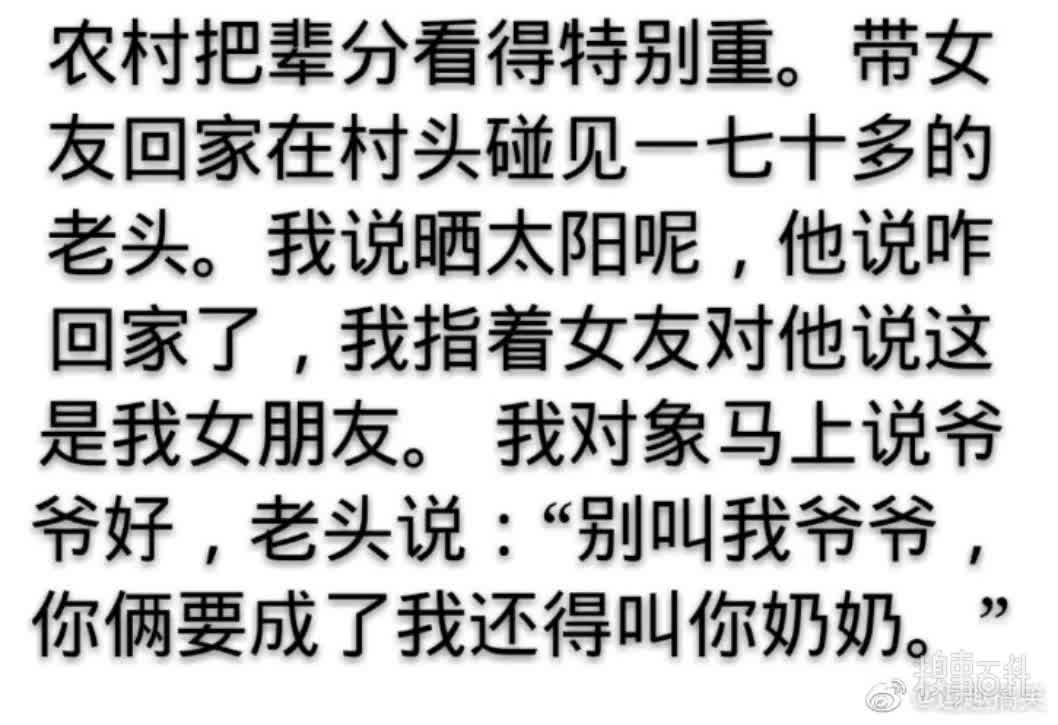 农村把辈分看得特别重。带女
友回家在村头碰见一七十多的
老头。我说晒太阳呢，他说咋
回家了，我指着女友对他说这
是我女朋友。 我对象马上说爷
爷好，老头说：“别叫我爷爷，
你俩要成了我还得叫你奶奶。”
糗事百科